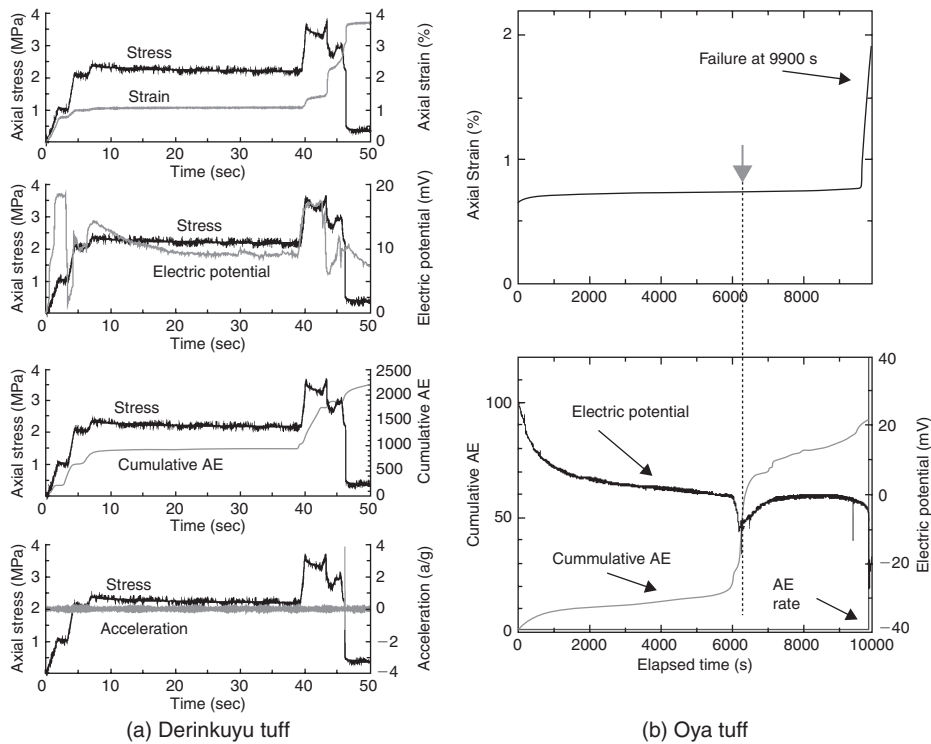 Axial stress (MPa)
4
3
2
1
0
Stress
Strain
4
3
2
1
0
Axial strain (%)
0 10 20 30 40 50
Time (sec)
Axial stress (MPa)
4
3
2
1
Stress
Electric potential
20
15
10
5
0
Electric potential (mV)
0 10 20 30 40 50
Time (sec)
Axial stress (MPa)
4
3
2
1
Stress
Cumulative AE
2500
2000
1500
1000
500
0
Cumulative AE
0 10 20 30 40 50
Time (sec)
Axial stress (MPa)
4
3
2
1
Stress
Acceleration
4
2
0
−2
−4
Acceleration (a/g)
0 10 20 30 40 50
Time (sec)
(a) Derinkuyu tuff
Axial Strain (%)
2
1
0
Failure at 9900 s
0 2000 4000 6000 8000
Cumulative AE
100
50
0
Electric potential
Cummulative AE
AE
rate
40
20
0
−20
−40
Electric potential (mV)
0 2000 4000 6000 8000 10000
Elapsed time (s)
(b) Oya tuff